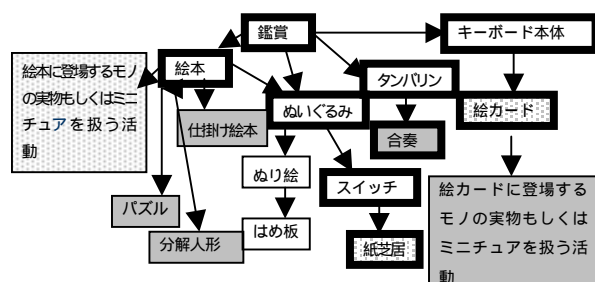 鑑賞
キーボード本体
絵本に登場するモノ
の実物もしくはミニ
チュアを扱う活
動
絵本
タンバリン
ぬいぐるみ
絵カード
仕掛け絵本
合奏
ぬり絵
スイッチ
絵カードに登場する
モノの実物もしくは
ミニチュアを扱う活
動
パズル
はめ板
分解人形
紙芝居